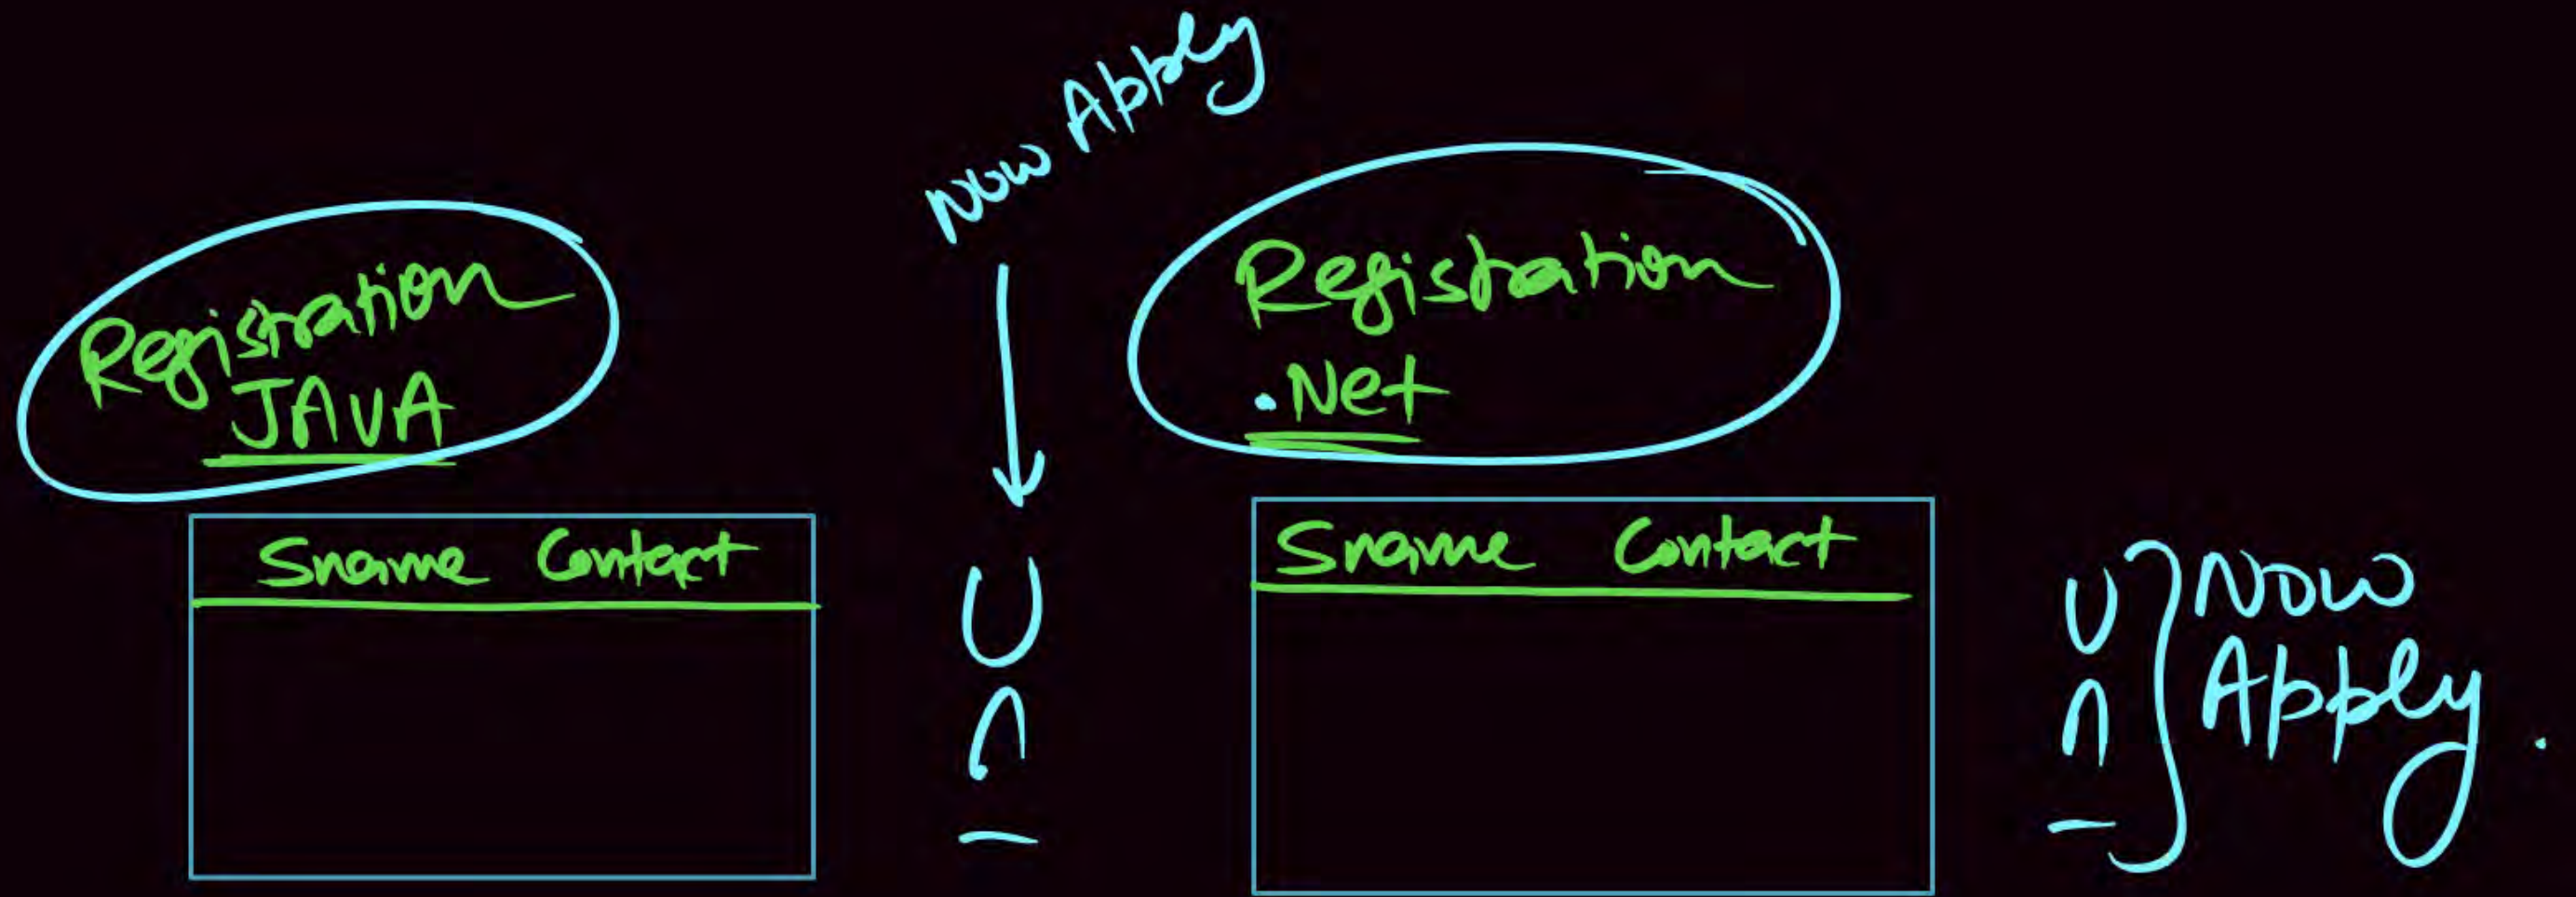 Now Apply
Registration
JAVA
Registration
.Net
Sname Contact
∪
∩
−
Sname Contact
∪
∩
−
Now
Apply.